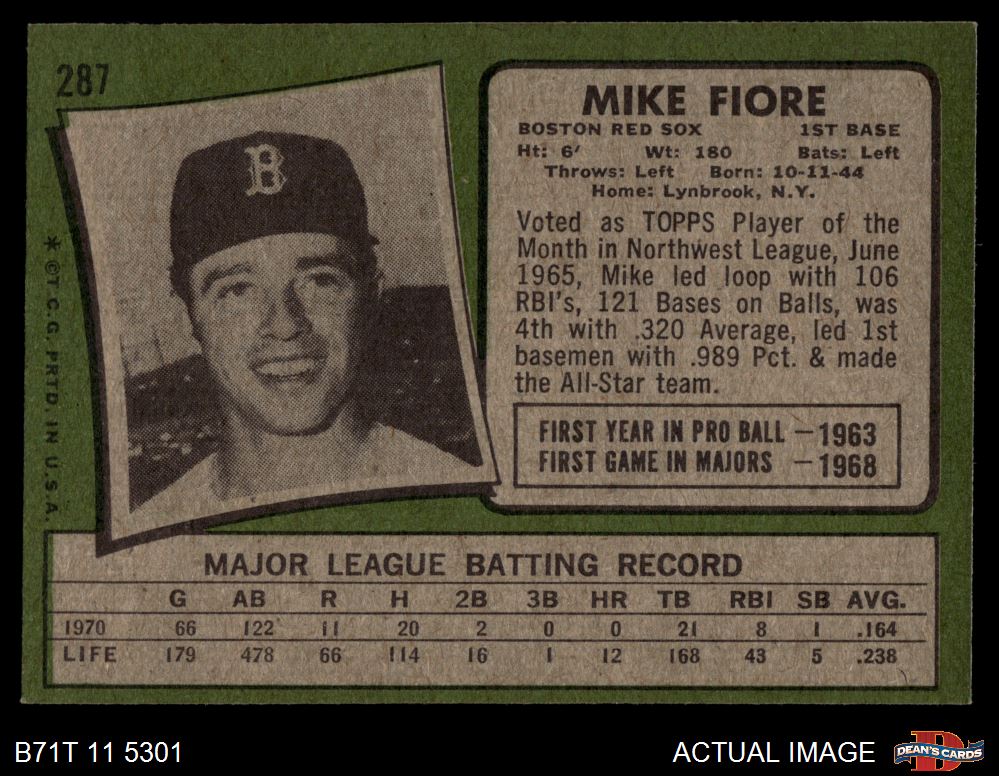 287
B
* © T.C.G. PRTD. IN U.S.A.
MIKE FIORE
BOSTON RED SOX 1ST BASE
Ht: 6' Wt: 180 Bats: Left
Throws: Left Born: 10-11-44
Home: Lynbrook, N.Y.
Voted as TOPPS Player of the
Month in Northwest League, June
1965, Mike led loop with 106
RBI's, 121 Bases on Balls, was
4th with .320 Average, led 1st
basemen with .989 Pct. & made
the All-Star team.
FIRST YEAR IN PRO BALL — 1963
FIRST GAME IN MAJORS — 1968
MAJOR LEAGUE BATTING RECORD
G AB R H 2B 3B HR TB RBI SB AVG.
1970 66 122 11 20 2 0 0 21 8 1 .164
LIFE 179 478 66 114 16 1 12 168 43 5 .238
B71T 11 5301
ACTUAL IMAGE
D
DEAN'S CARDS